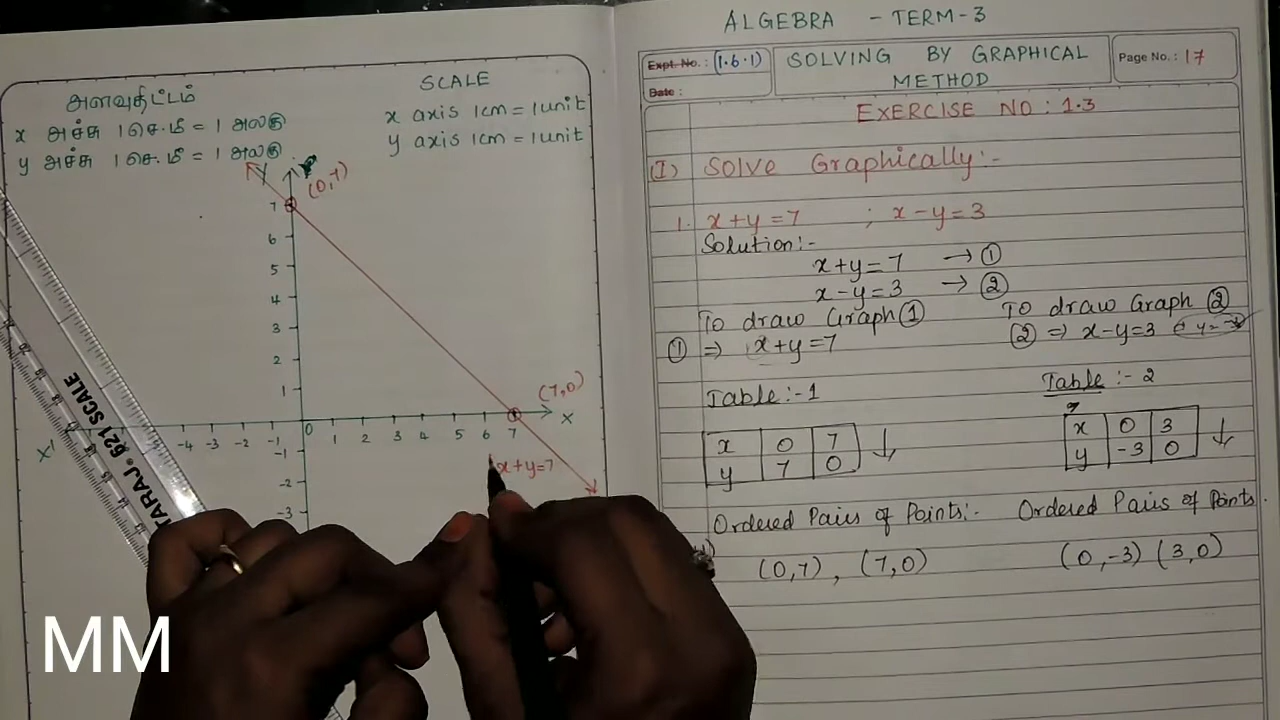 அளவுதிட்டம்
x அச்சு 1 செ.மீ = 1 அலகு
y அச்சு 1 செ.மீ = 1 அலகு
SCALE
x axis 1cm = 1unit
y axis 1cm = 1unit
Y
(0,7)
7
6
5
4
3
2
1
(7,0)
X
X'
-4 -3 -2 -1 0 1 2 3 4 5 6 7
-1
-2
-3
x+y=7
TARAJ 621 SCALE
MM
ALGEBRA - TERM-3
Expt. No. : (1.6.1)
Date :
SOLVING BY GRAPHICAL
METHOD
Page No. : 17
EXERCISE NO : 1.3
(I) Solve Graphically:-
1. x+y=7 ; x-y=3
Solution:-
x+y=7 → ①
x-y=3 → ②
To draw Graph ① To draw Graph ②
① ⇒ x+y=7 ② ⇒ x-y=3
Table:-1 Table:-2
x 0 7 x 0 3
y 7 0 y -3 0
Ordered Pairs of Points:- Ordered Pairs of Points.
(0,7), (7,0) (0,-3) (3,0)